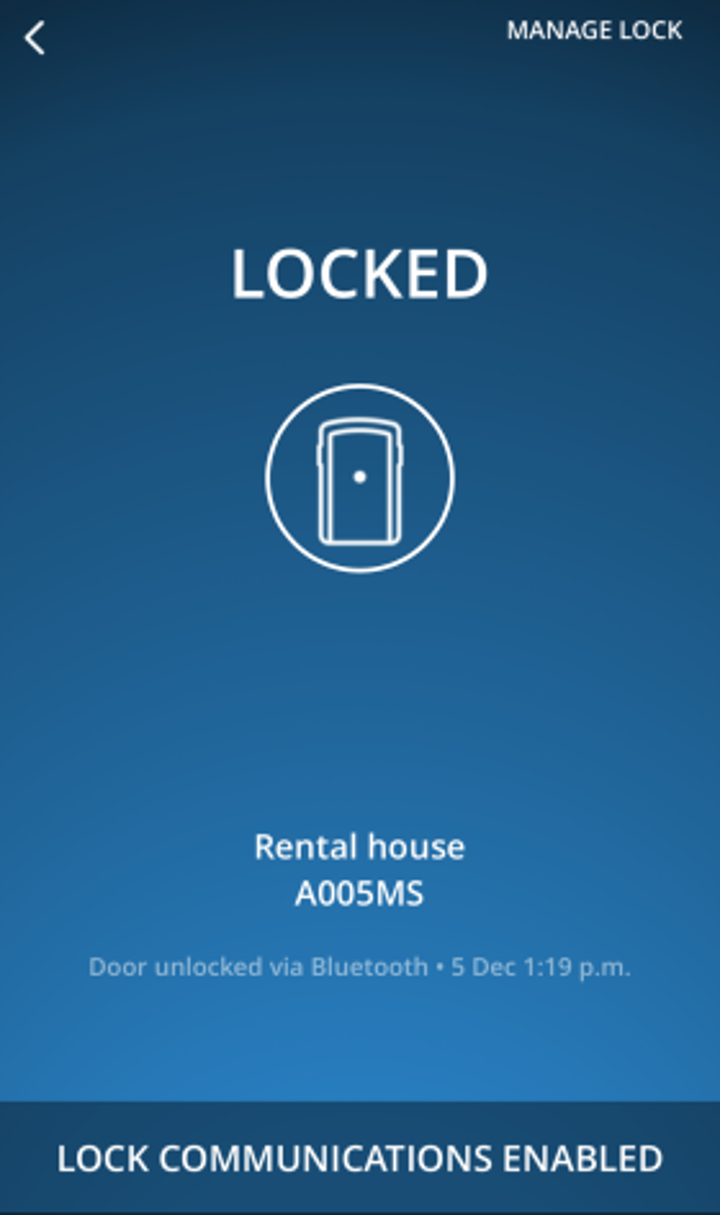 MANAGE LOCK
LOCKED
Rental house
A005MS
Door unlocked via Bluetooth • 5 Dec 1:19 p.m.
LOCK COMMUNICATIONS ENABLED